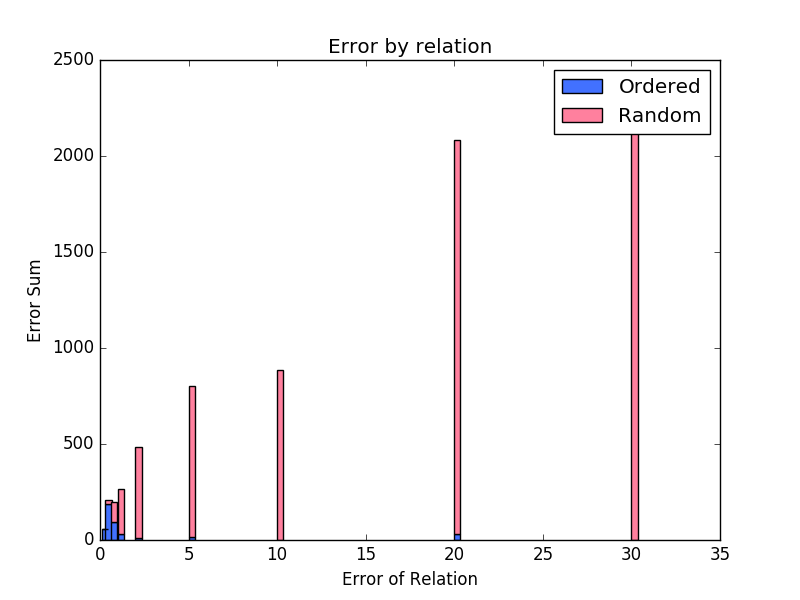 Error by relation
2500
2000
1500
1000
500
0
Error Sum
Ordered
Random
0 5 10 15 20 25 30 35
Error of Relation